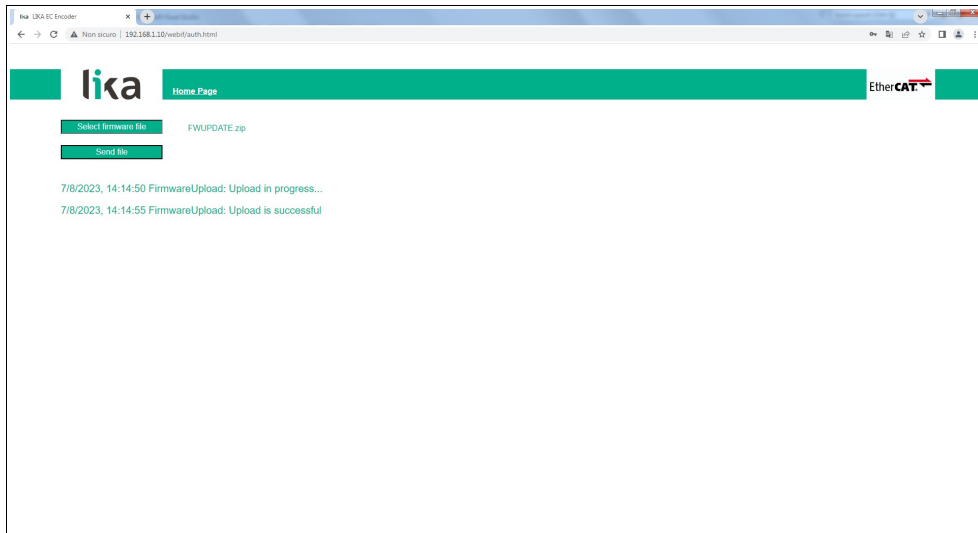 lika LIKA EC Encoder
Non sicuro | 192.168.1.10/webif/auth.html
lika
Home Page
EtherCAT
Select firmware file FWUPDATE.zip
Send file
7/8/2023, 14:14:50 FirmwareUpload: Upload in progress...
7/8/2023, 14:14:55 FirmwareUpload: Upload is successful